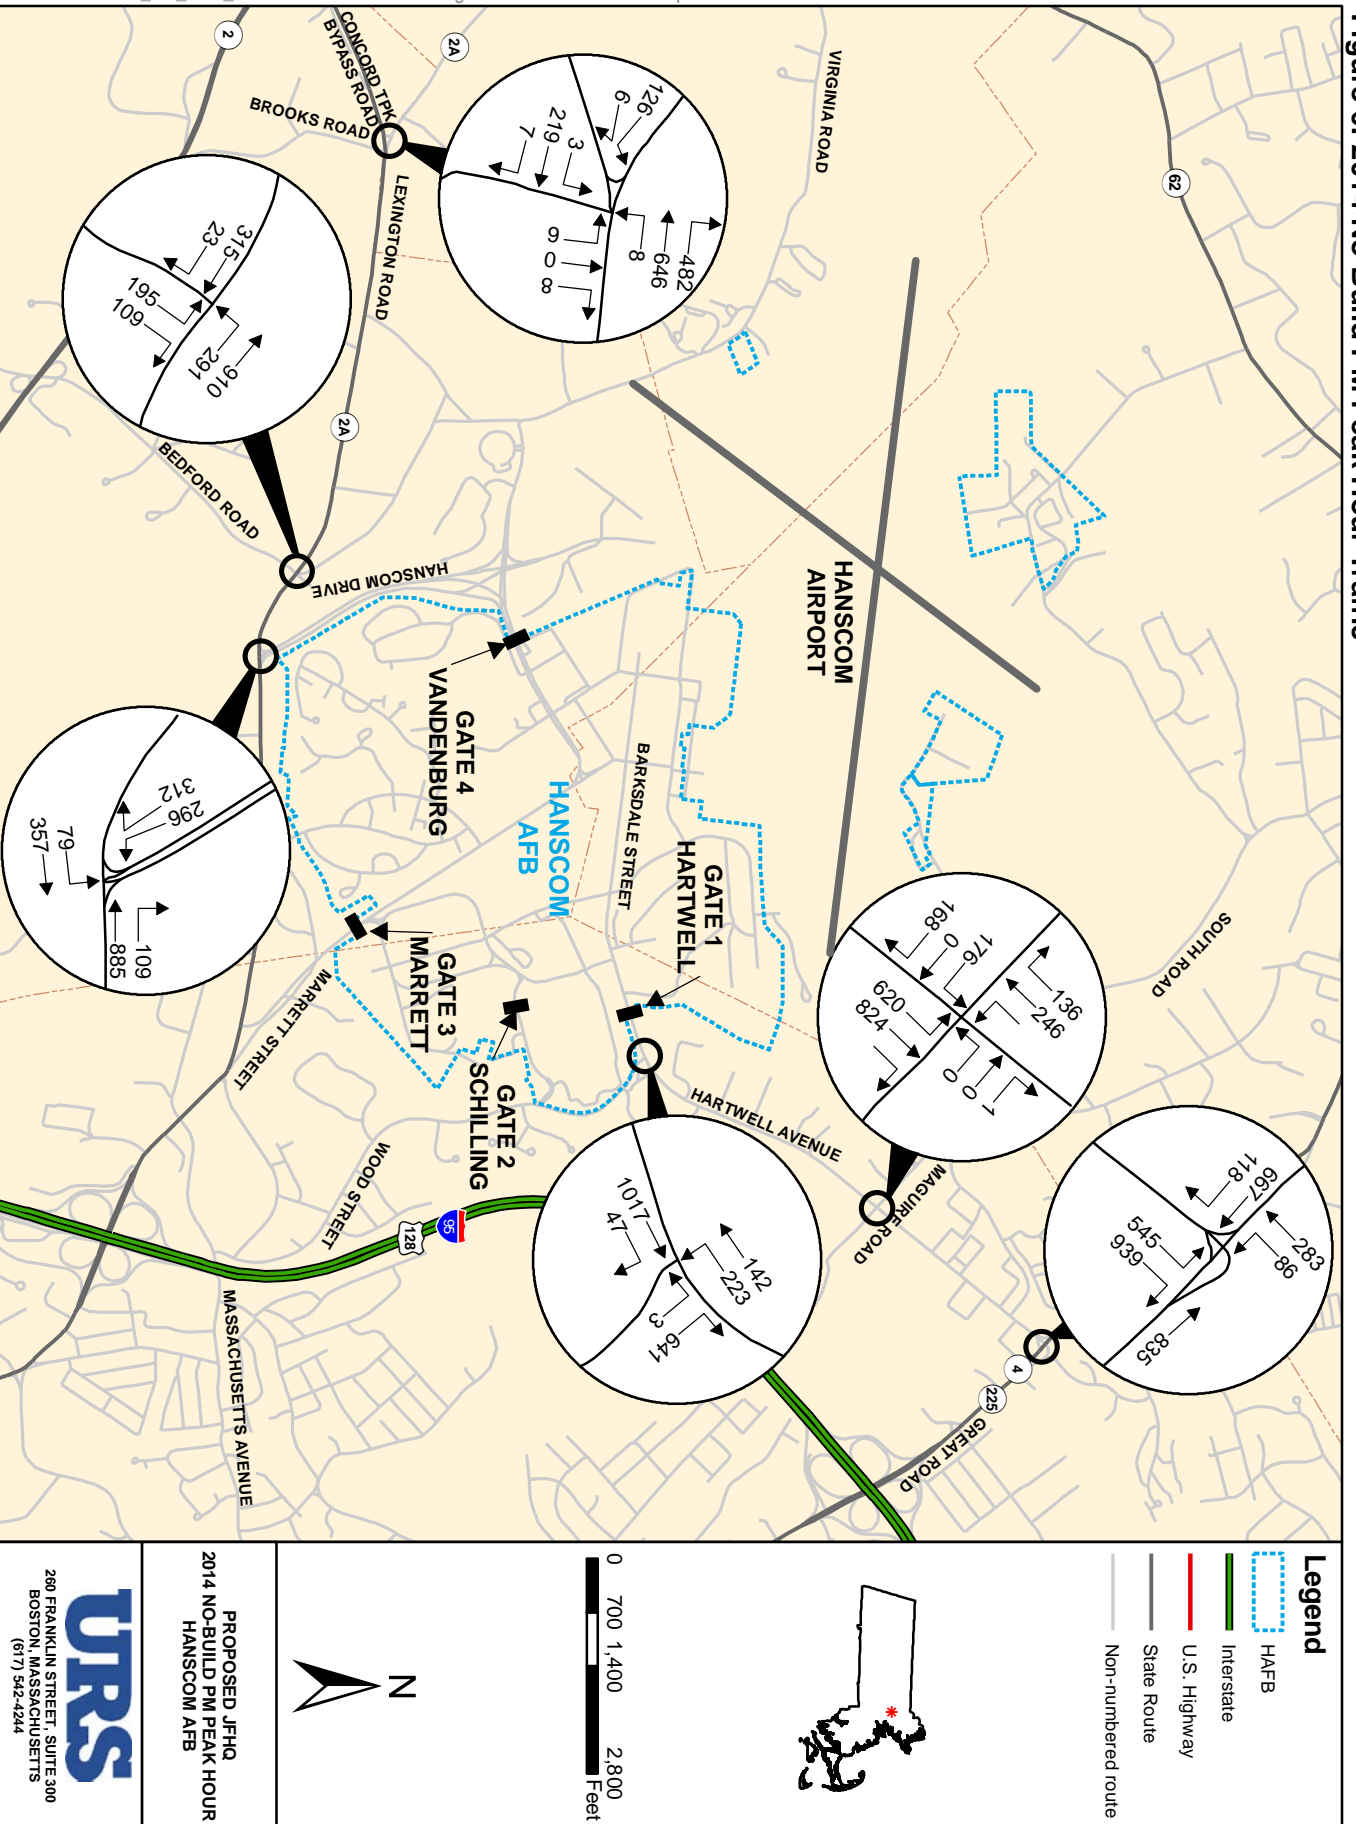 2
2A
CONCORD TPK
BYPASS ROAD
BROOKS ROAD
LEXINGTON ROAD
VIRGINIA ROAD
62
126
6
3
219
7
482
646
8
6
0
8
315
23
195
109
910
291
2A
BEDFORD ROAD
HANSCOM DRIVE
HANSCOM
AIRPORT
GATE 4
VANDENBURG
HANSCOM
AFB
BARKSDALE STREET
GATE 1
HARTWELL
GATE 3
MARRETT
GATE 2
SCHILLING
MARRETT STREET
WOOD STREET
SOUTH ROAD
HARTWELL AVENUE
MAGUIRE ROAD
GREAT ROAD
MASSACHUSETTS AVENUE
95
128
4
225
312
296
79
357
109
885
168
0
176
620
824
136
246
1
0
0
667
118
545
939
283
86
835
1017
47
142
223
3
641
Legend
HAFB
Interstate
U.S. Highway
State Route
Non-numbered route
0 700 1,400 2,800
Feet
N
PROPOSED JFHQ
2014 NO-BUILD PM PEAK HOUR
HANSCOM AFB
URS
260 FRANKLIN STREET, SUITE 300
BOSTON, MASSACHUSETTS
(617) 542-4244